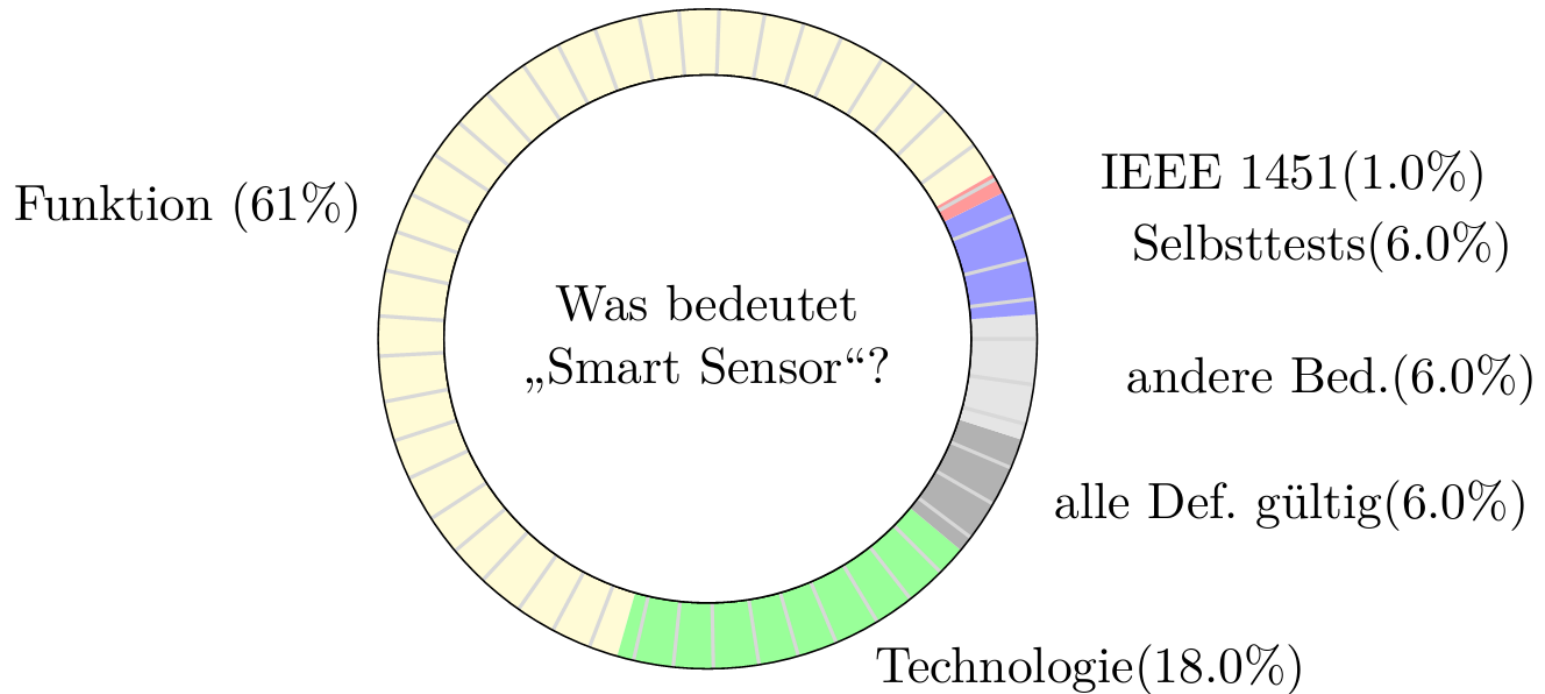 IEEE 1451(1.0%)
Funktion (61%)
Selbsttests(6.0%)
Was bedeutet
„Smart Sensor“?
andere Bed.(6.0%)
alle Def. gültig(6.0%)
Technologie(18.0%)